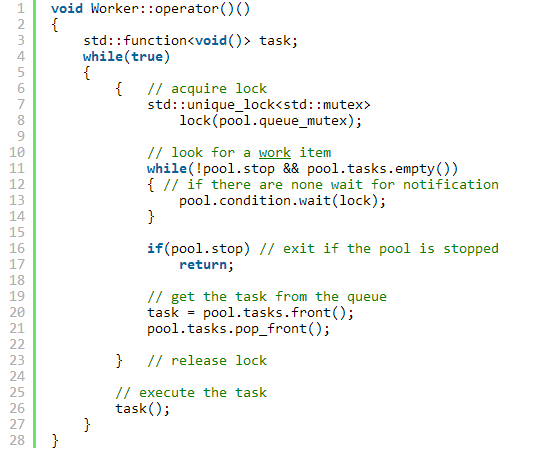 1 void Worker::operator()()
2 {
3     std::function<void()> task;
4     while(true)
5     {
6         {   // acquire lock
7             std::unique_lock<std::mutex>
8                 lock(pool.queue_mutex);
9
10             // look for a work item
11             while(!pool.stop && pool.tasks.empty())
12             { // if there are none wait for notification
13                 pool.condition.wait(lock);
14             }
15
16             if(pool.stop) // exit if the pool is stopped
17                 return;
18
19             // get the task from the queue
20             task = pool.tasks.front();
21             pool.tasks.pop_front();
22
23         }   // release lock
24
25         // execute the task
26         task();
27     }
28 }